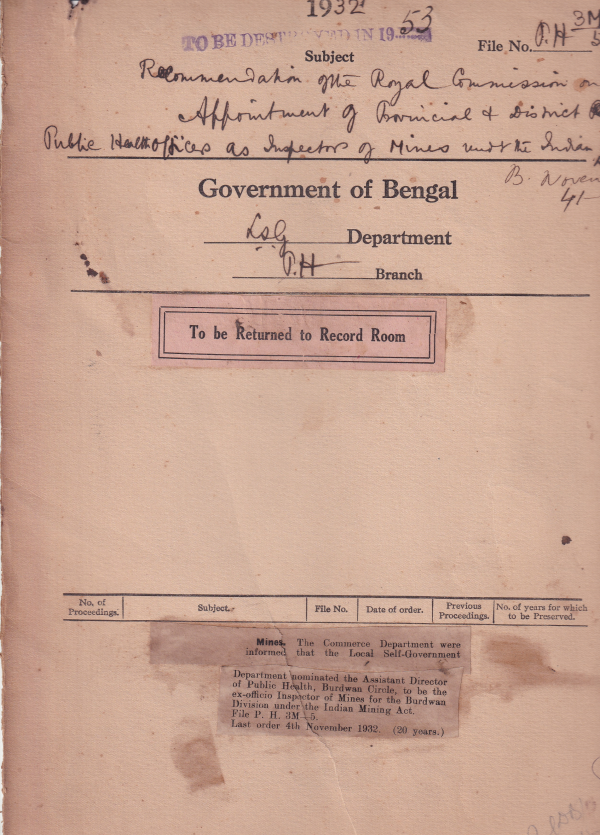 1932
TO BE DESTROYED IN 1953
File No. P.H 3M
5
Subject
Recommendation of the Royal Commission on
Appointment of Provincial & District
Public Health Officers as Inspectors of Mines under the Indian
B. Novem
41
Government of Bengal
LSG Department
P.H Branch
To be Returned to Record Room
No. of Proceedings. Subject. File No. Date of order. Previous Proceedings. No. of years for which to be Preserved.
Mines. The Commerce Department were
informed that the Local Self-Government
Department nominated the Assistant Director
of Public Health, Burdwan Circle, to be the
ex-officio Inspector of Mines for the Burdwan
Division under the Indian Mining Act.
File P. H. 3M—5.
Last order 4th November 1932. (20 years.)